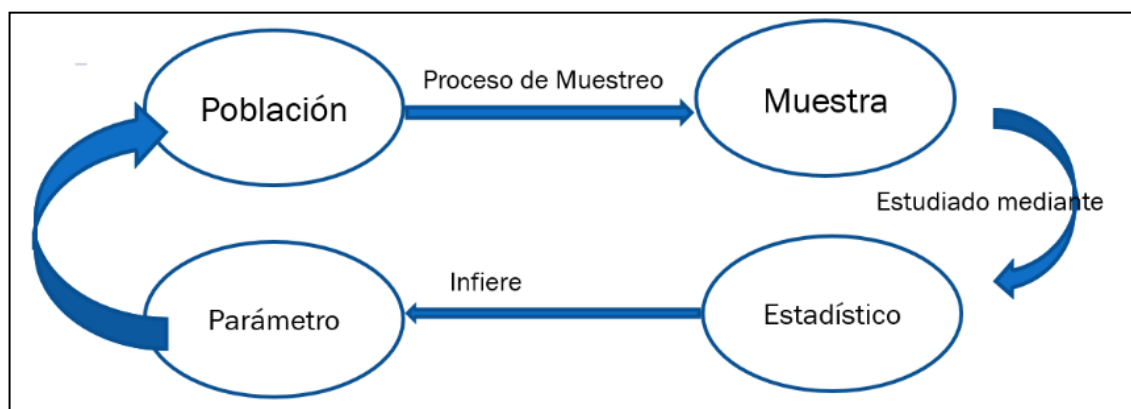 Población
Proceso de Muestreo
Muestra
Estudiado mediante
Estadístico
Infiere
Parámetro